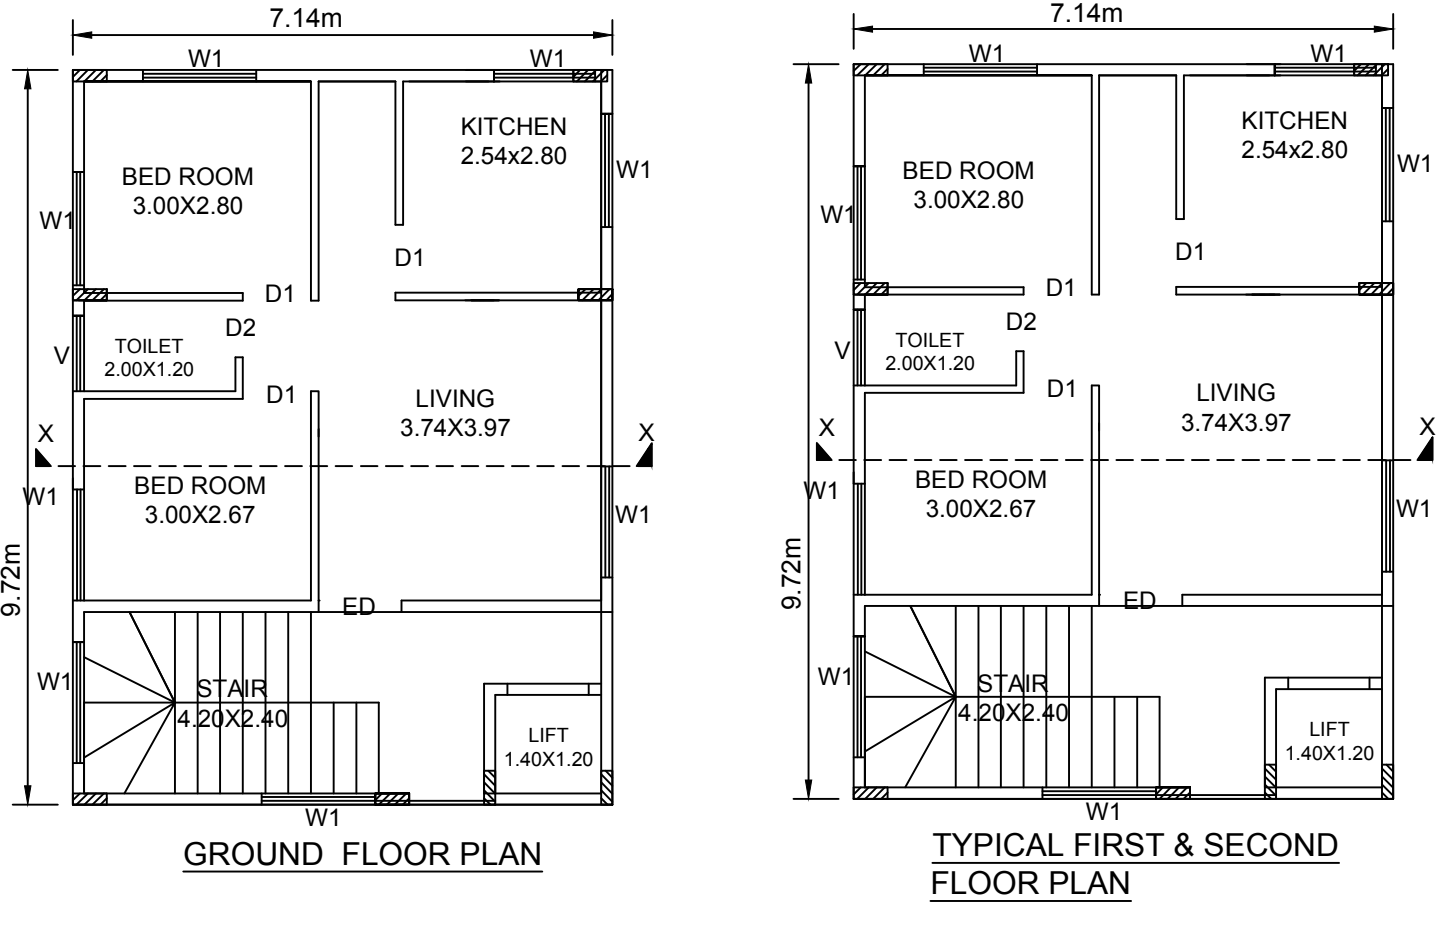 7.14m
W1
W1
KITCHEN
2.54x2.80
W1
BED ROOM
3.00X2.80
W1
D1
D1
D2
TOILET
2.00X1.20
V
D1
LIVING
3.74X3.97
X
X
BED ROOM
3.00X2.67
W1
W1
9.72m
ED
W1
STAIR
4.20X2.40
LIFT
1.40X1.20
W1
GROUND FLOOR PLAN
7.14m
W1
W1
KITCHEN
2.54x2.80
W1
BED ROOM
3.00X2.80
W1
D1
D1
D2
TOILET
2.00X1.20
V
D1
LIVING
3.74X3.97
X
X
BED ROOM
3.00X2.67
W1
W1
9.72m
ED
W1
STAIR
4.20X2.40
LIFT
1.40X1.20
W1
TYPICAL FIRST & SECOND
FLOOR PLAN